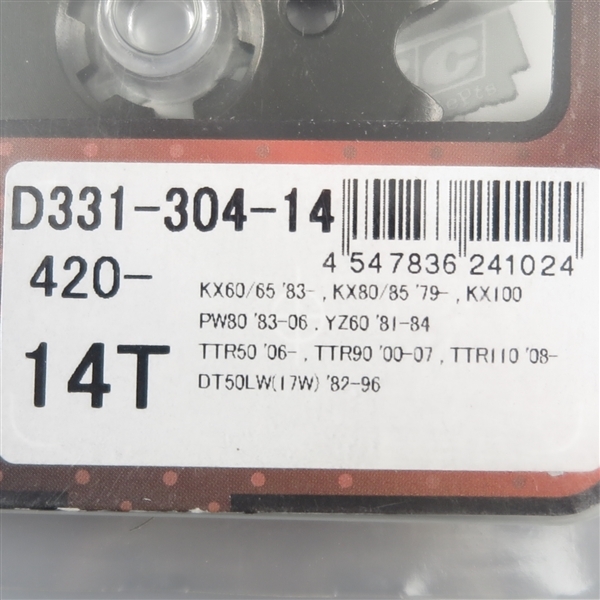 D331-304-14
4 547836 241024
420-
14T
KX60/65 '83- , KX80/85 '79- , KX100
PW80 '83-06 , YZ60 '81-84
TTR50 '06- , TTR90 '00-07 , TTR110 '08-
DT50LW(17W) '82-96